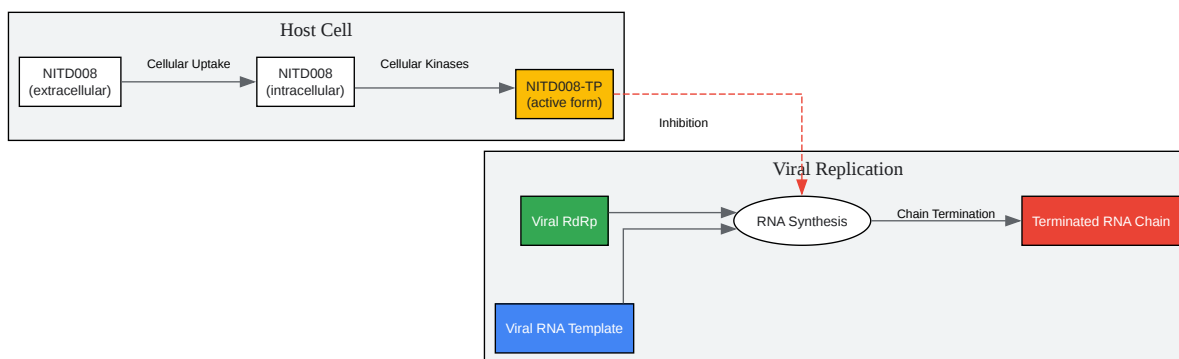 Host Cell
NITD008
(extracellular)
Cellular Uptake
NITD008
(intracellular)
Cellular Kinases
NITD008-TP
(active form)
Inhibition
Viral Replication
Viral RdRp
RNA Synthesis
Chain Termination
Terminated RNA Chain
Viral RNA Template